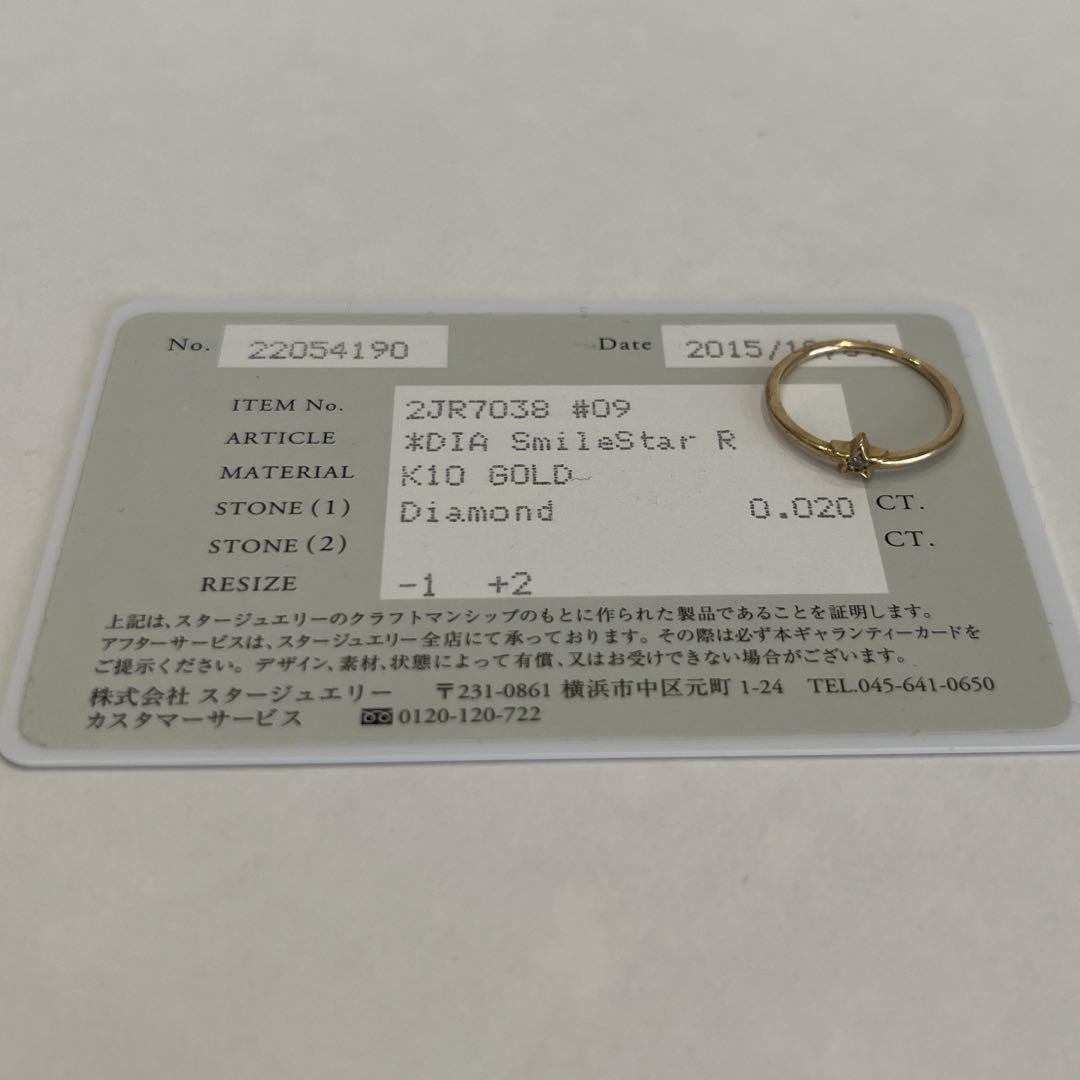 No. 22054190 Date 2015/
ITEM No. 2JR7038 #09
ARTICLE *DIA SmileStar R
MATERIAL K10 GOLD
STONE (1) Diamond 0.020 CT.
STONE (2) CT.
RESIZE -1 +2
上記は、スタージュエリーのクラフトマンシップのもとに作られた製品であることを証明します。
アフターサービスは、スタージュエリー全店にて承っております。その際は必ず本ギャランティーカードを
ご提示ください。デザイン、素材、状態によって有償、又はお受けできない場合がございます。
株式会社 スタージュエリー 〒231-0861 横浜市中区元町 1-24 TEL.045-641-0650
カスタマーサービス 0120-120-722